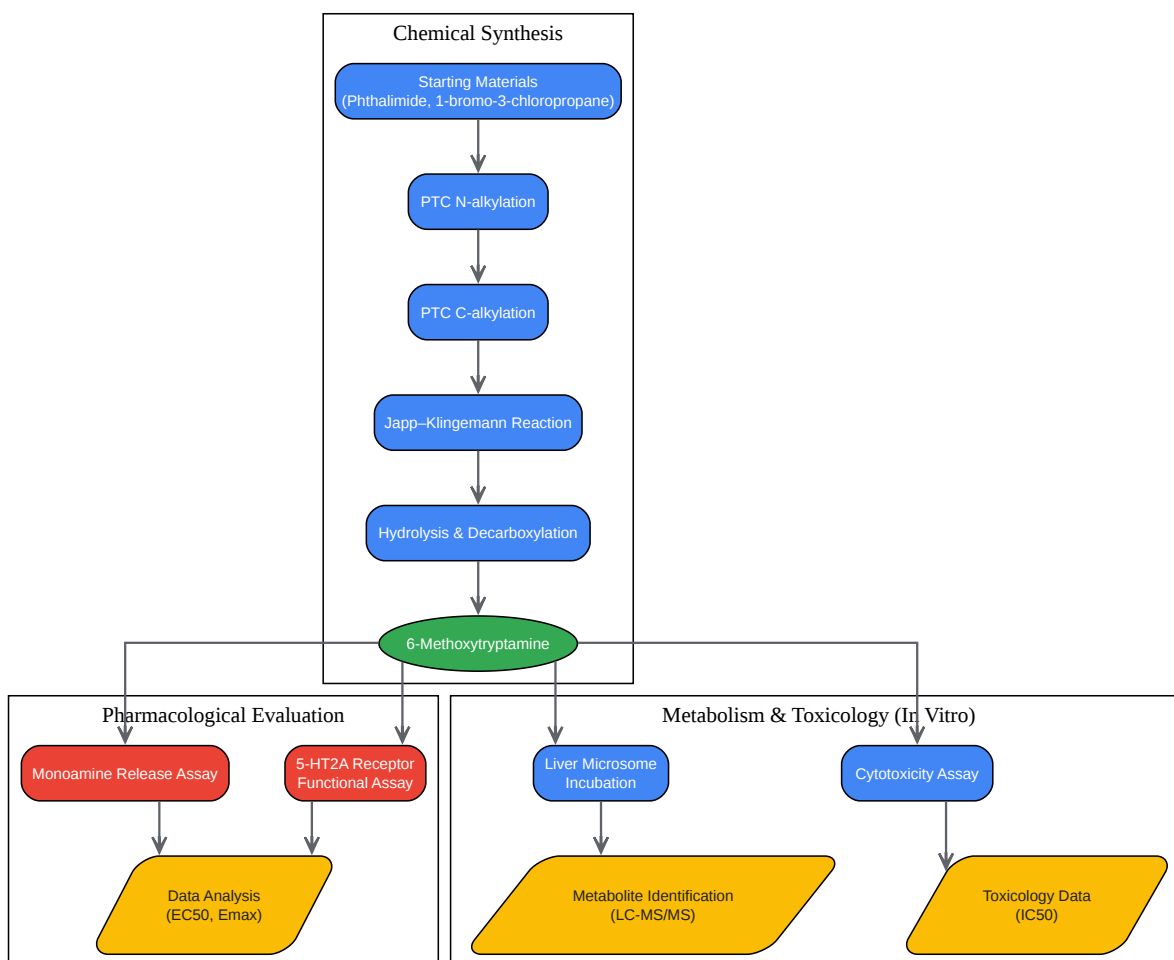 Chemical Synthesis
Starting Materials
(Phthalimide, 1-bromo-3-chloropropane)
PTC N-alkylation
PTC C-alkylation
Japp–Klingemann Reaction
Hydrolysis & Decarboxylation
6-Methoxytryptamine
Pharmacological Evaluation
Monoamine Release Assay
5-HT2A Receptor
Functional Assay
Data Analysis
(EC50, Emax)
Metabolism & Toxicology (In Vitro)
Liver Microsome
Incubation
Cytotoxicity Assay
Metabolite Identification
(LC-MS/MS)
Toxicology Data
(IC50)